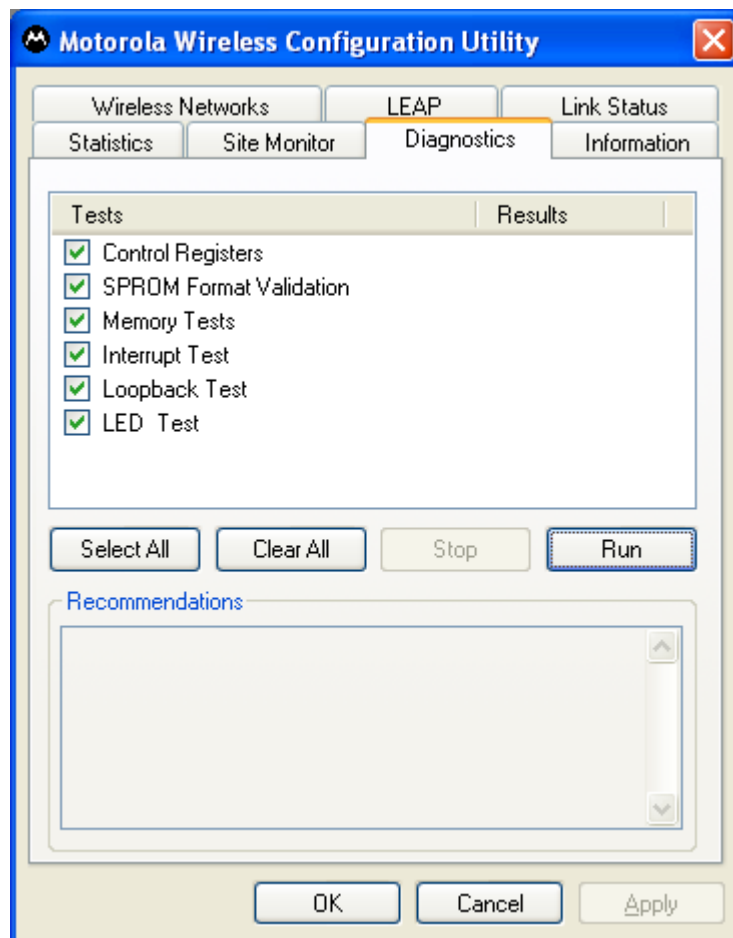 Motorola Wireless Configuration Utility
Wireless Networks LEAP Link Status
Statistics Site Monitor Diagnostics Information
Tests Results
Control Registers
SPROM Format Validation
Memory Tests
Interrupt Test
Loopback Test
LED Test
Select All Clear All Stop Run
Recommendations
OK Cancel Apply